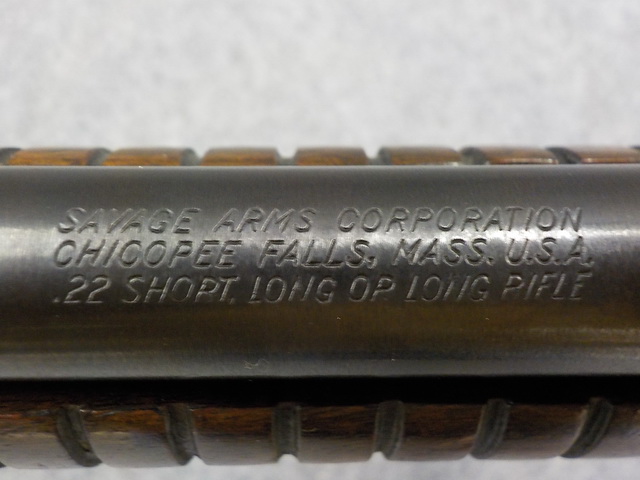 SAVAGE ARMS CORPORATION
CHICOPEE FALLS, MASS. U.S.A.
.22 SHORT, LONG OR LONG RIFLE